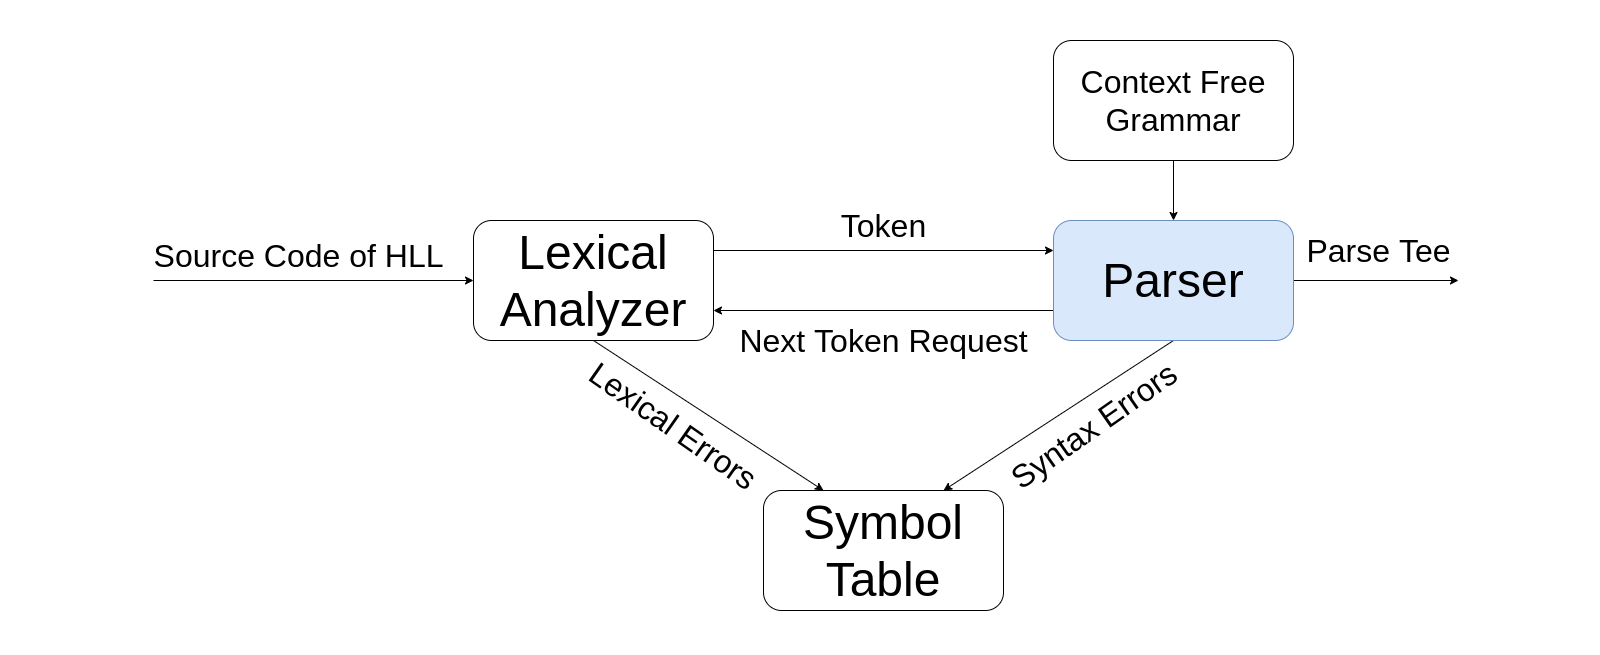 Context Free
Grammar
Source Code of HLL
Lexical
Analyzer
Token
Next Token Request
Parser
Parse Tee
Lexical Errors
Syntax Errors
Symbol
Table